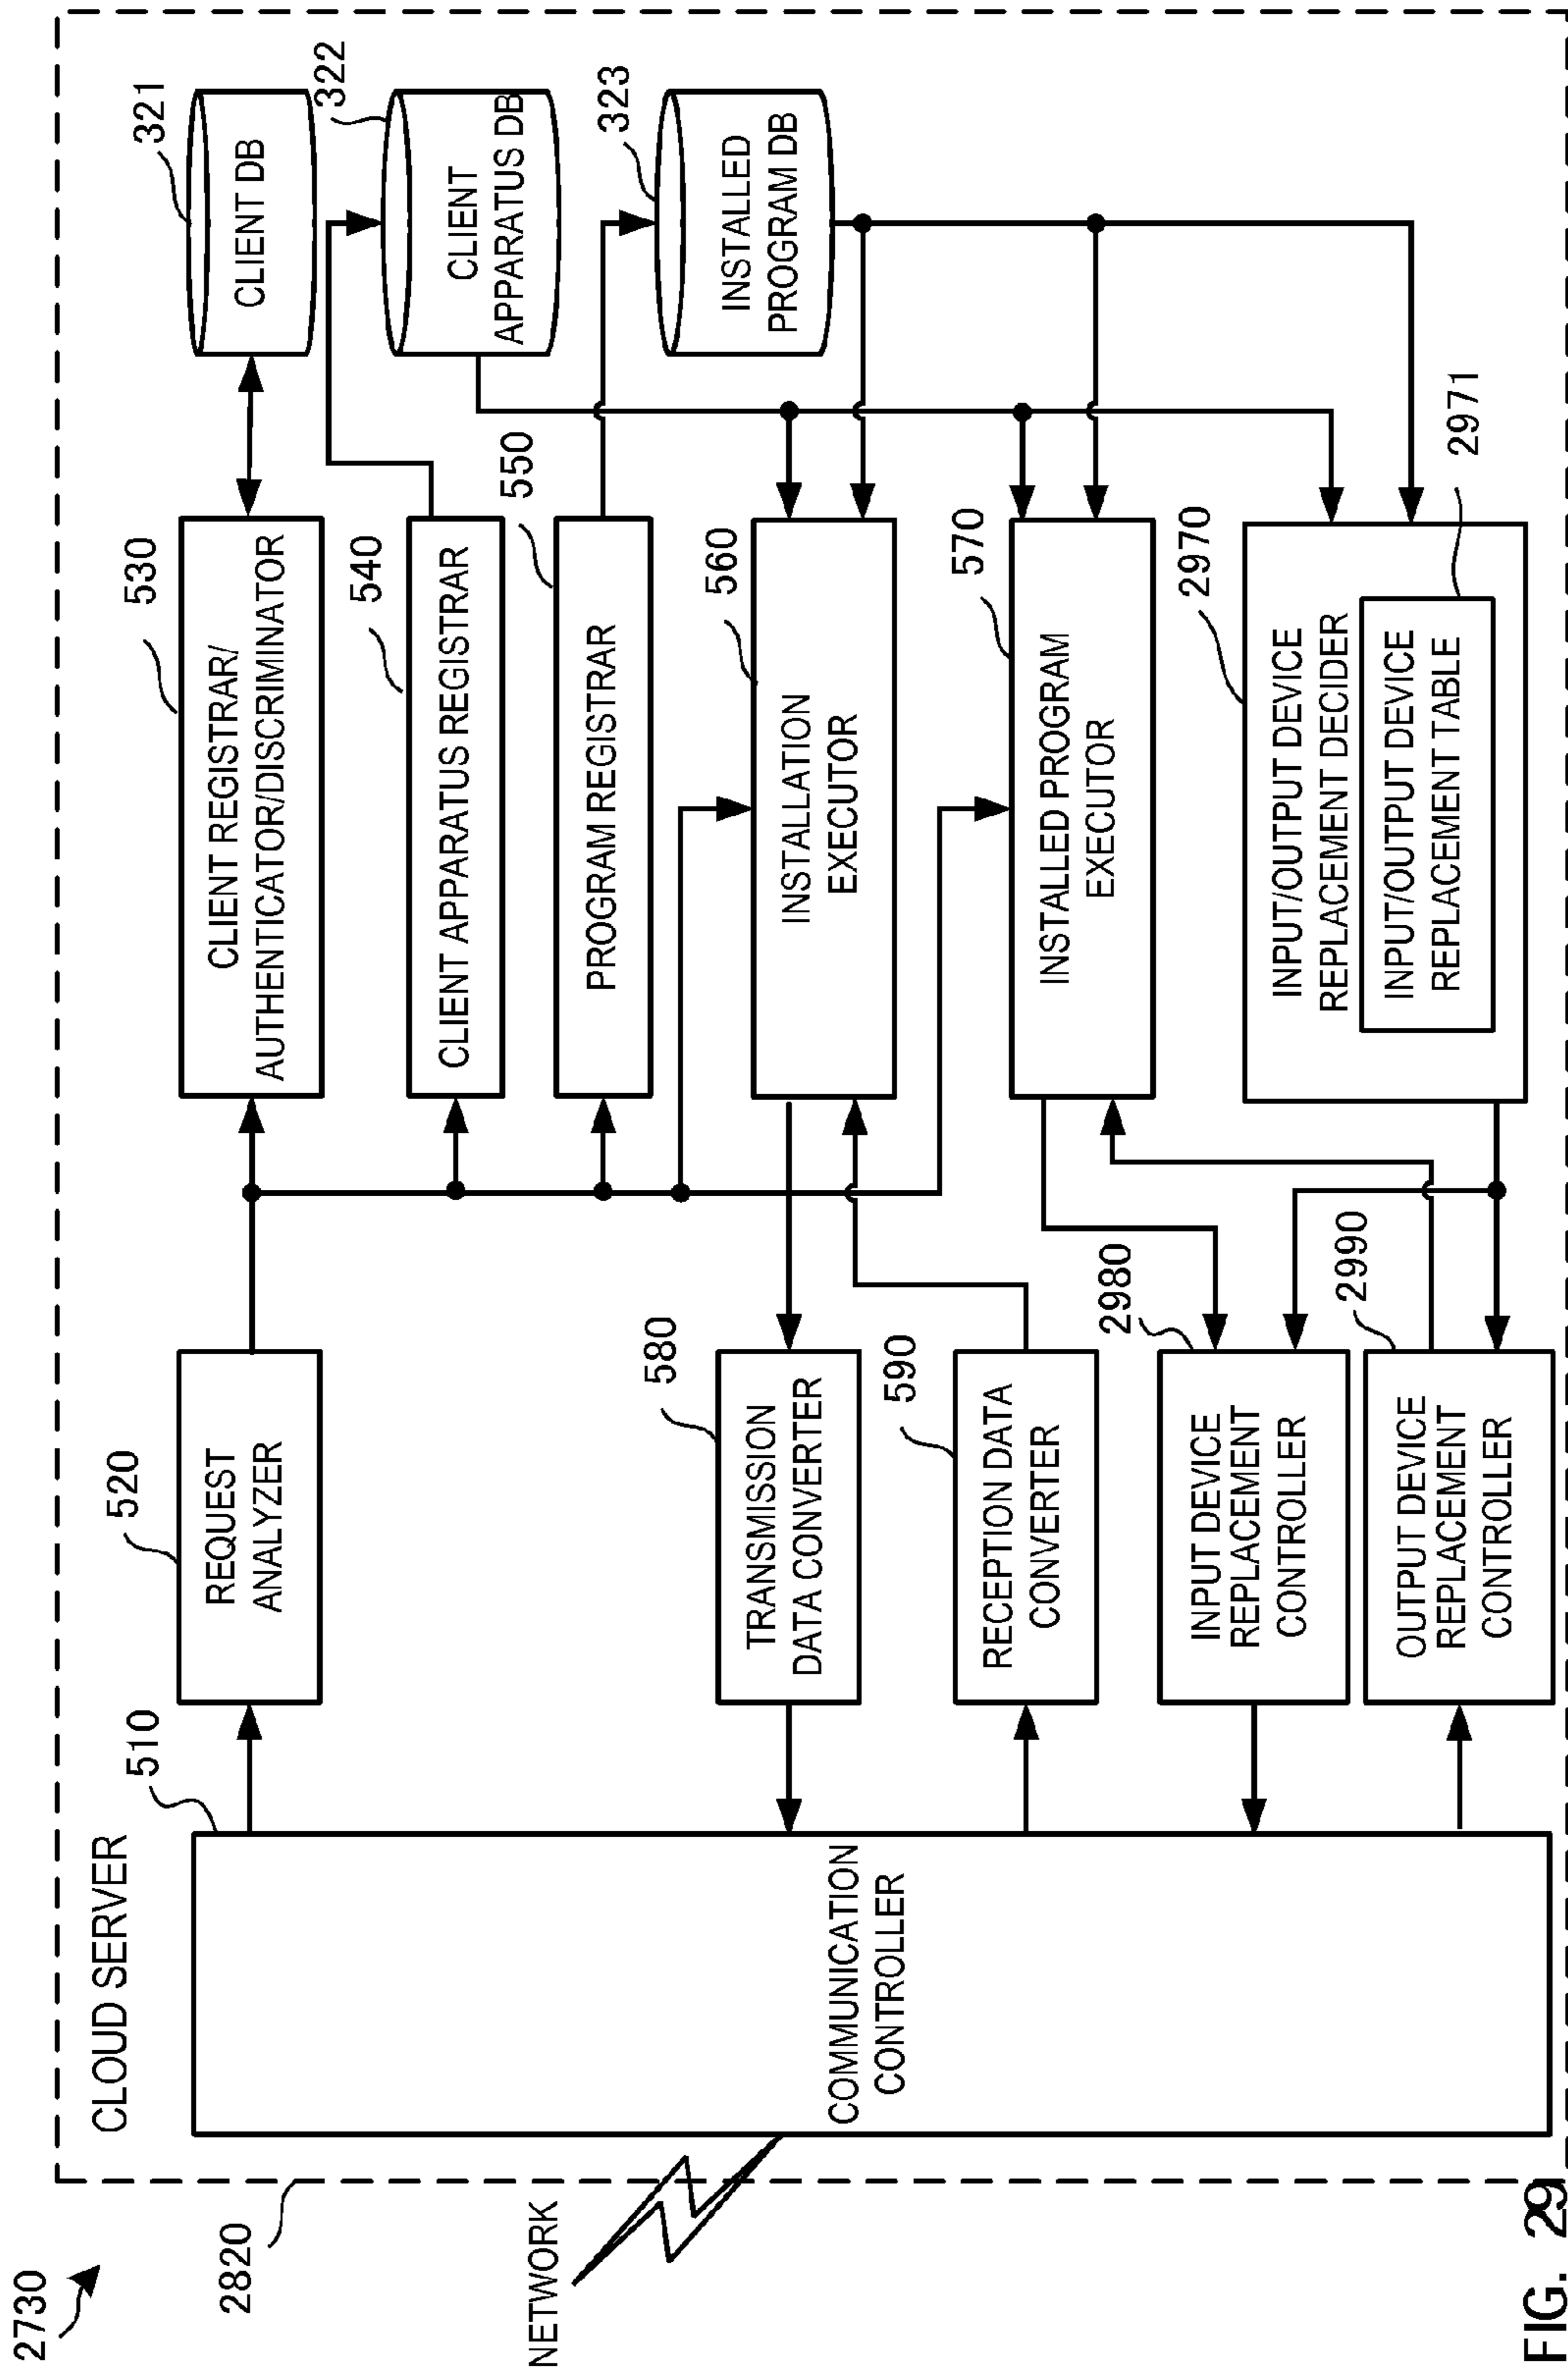 2730
CLOUD SERVER
2820
NETWORK
510
COMMUNICATION
CONTROLLER
520
REQUEST
ANALYZER
580
TRANSMISSION
DATA CONVERTER
590
RECEPTION DATA
CONVERTER
2980
INPUT DEVICE
REPLACEMENT
CONTROLLER
2990
OUTPUT DEVICE
REPLACEMENT
CONTROLLER
530
CLIENT REGISTRAR/
AUTHENTICATOR/DISCRIMINATOR
540
CLIENT APPARATUS REGISTRAR
550
PROGRAM REGISTRAR
560
INSTALLATION
EXECUTOR
570
INSTALLED PROGRAM
EXECUTOR
2970
INPUT/OUTPUT DEVICE
REPLACEMENT DECIDER
2971
INPUT/OUTPUT DEVICE
REPLACEMENT TABLE
321
CLIENT DB
322
CLIENT
APPARATUS DB
323
INSTALLED
PROGRAM DB
FIG. 29